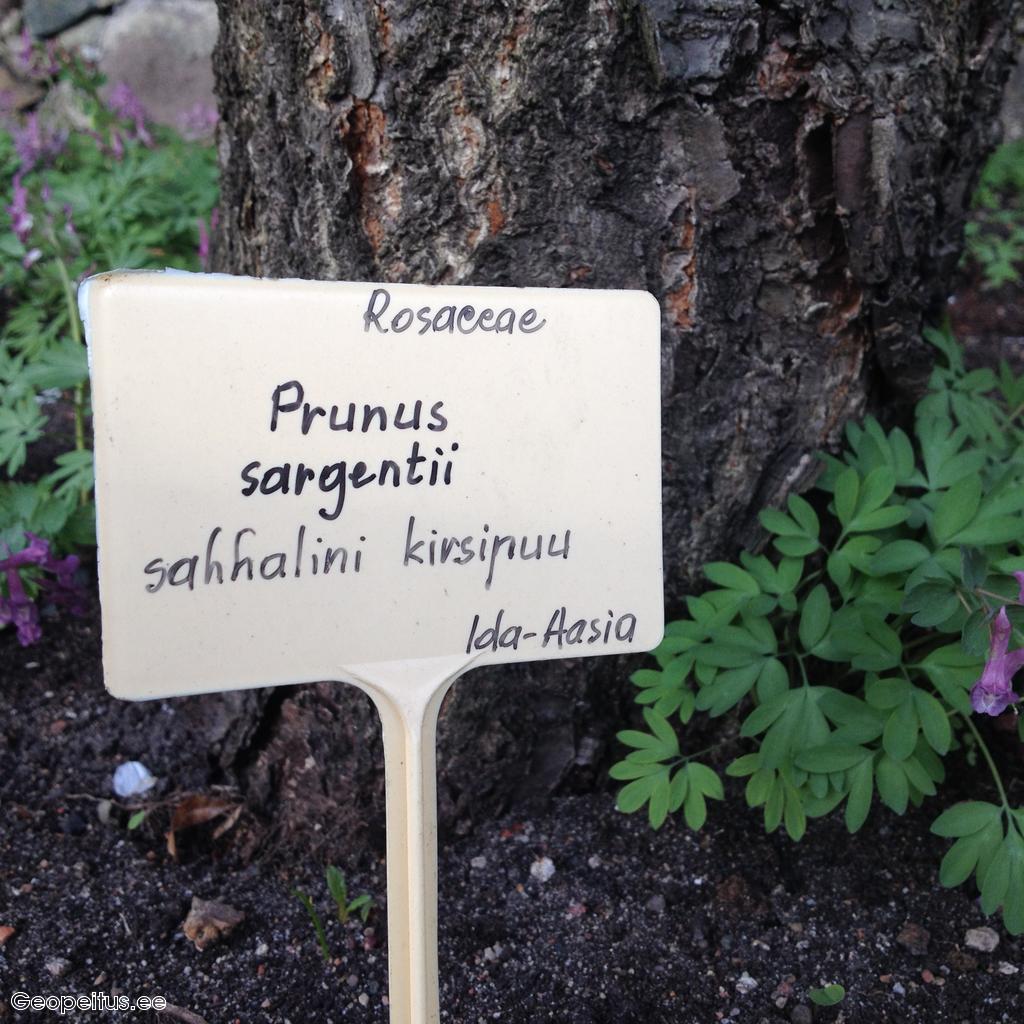 Rosaceae
Prunus
sargentii
sahhalini kirsipuu
Ida-Aasia
Geopeitus.ee